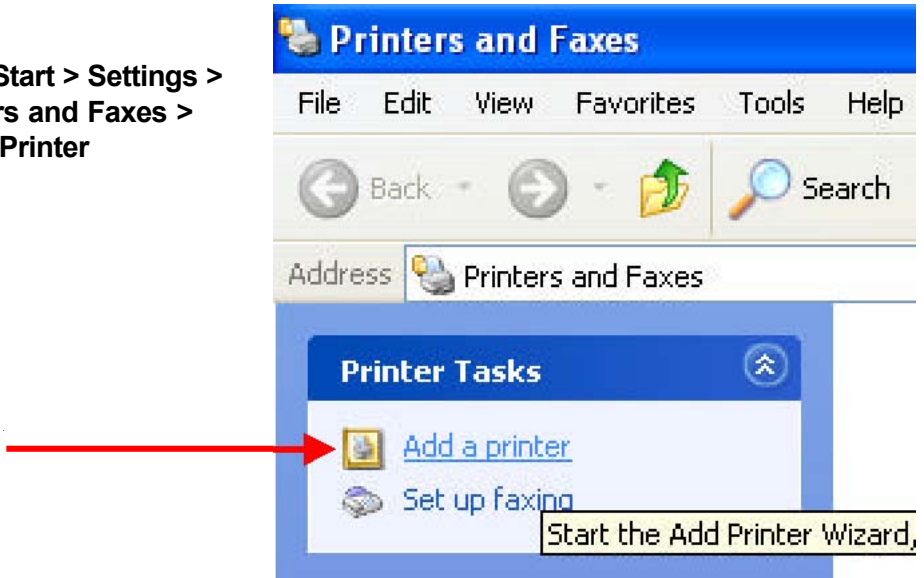 Start > Settings >
rs and Faxes >
Printer
Printers and Faxes
File Edit View Favorites Tools Help
Back Search
Address Printers and Faxes
Printer Tasks
Add a printer
Set up faxing
Start the Add Printer Wizard,